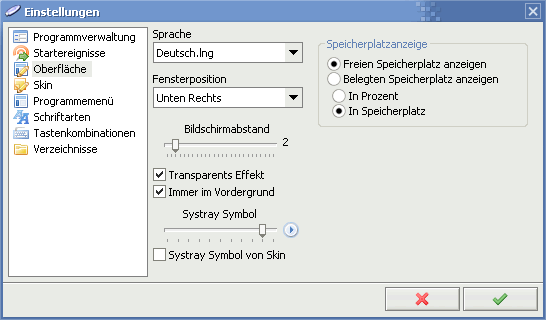 Einstellungen
Programmverwaltung
Startereignisse
Oberfläche
Skin
Programmemenü
Schriftarten
Tastenkombinationen
Verzeichnisse
Sprache
Deutsch.lng
Fensterposition
Unten Rechts
Bildschirmabstand
2
Transparents Effekt
Immer im Vordergrund
Systray Symbol
Systray Symbol von Skin
Speicherplatzanzeige
Freien Speicherplatz anzeigen
Belegten Speicherplatz anzeigen
In Prozent
In Speicherplatz